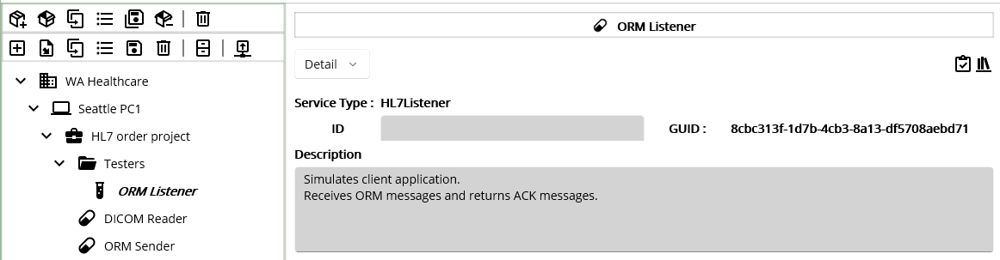 WA Healthcare
Seattle PC1
HL7 order project
Testers
ORM Listener
DICOM Reader
ORM Sender
ORM Listener
Detail
Service Type : HL7Listener
ID
GUID : 8cbc313f-1d7b-4cb3-8a13-df5708aebd71
Description
Simulates client application.
Receives ORM messages and returns ACK messages.